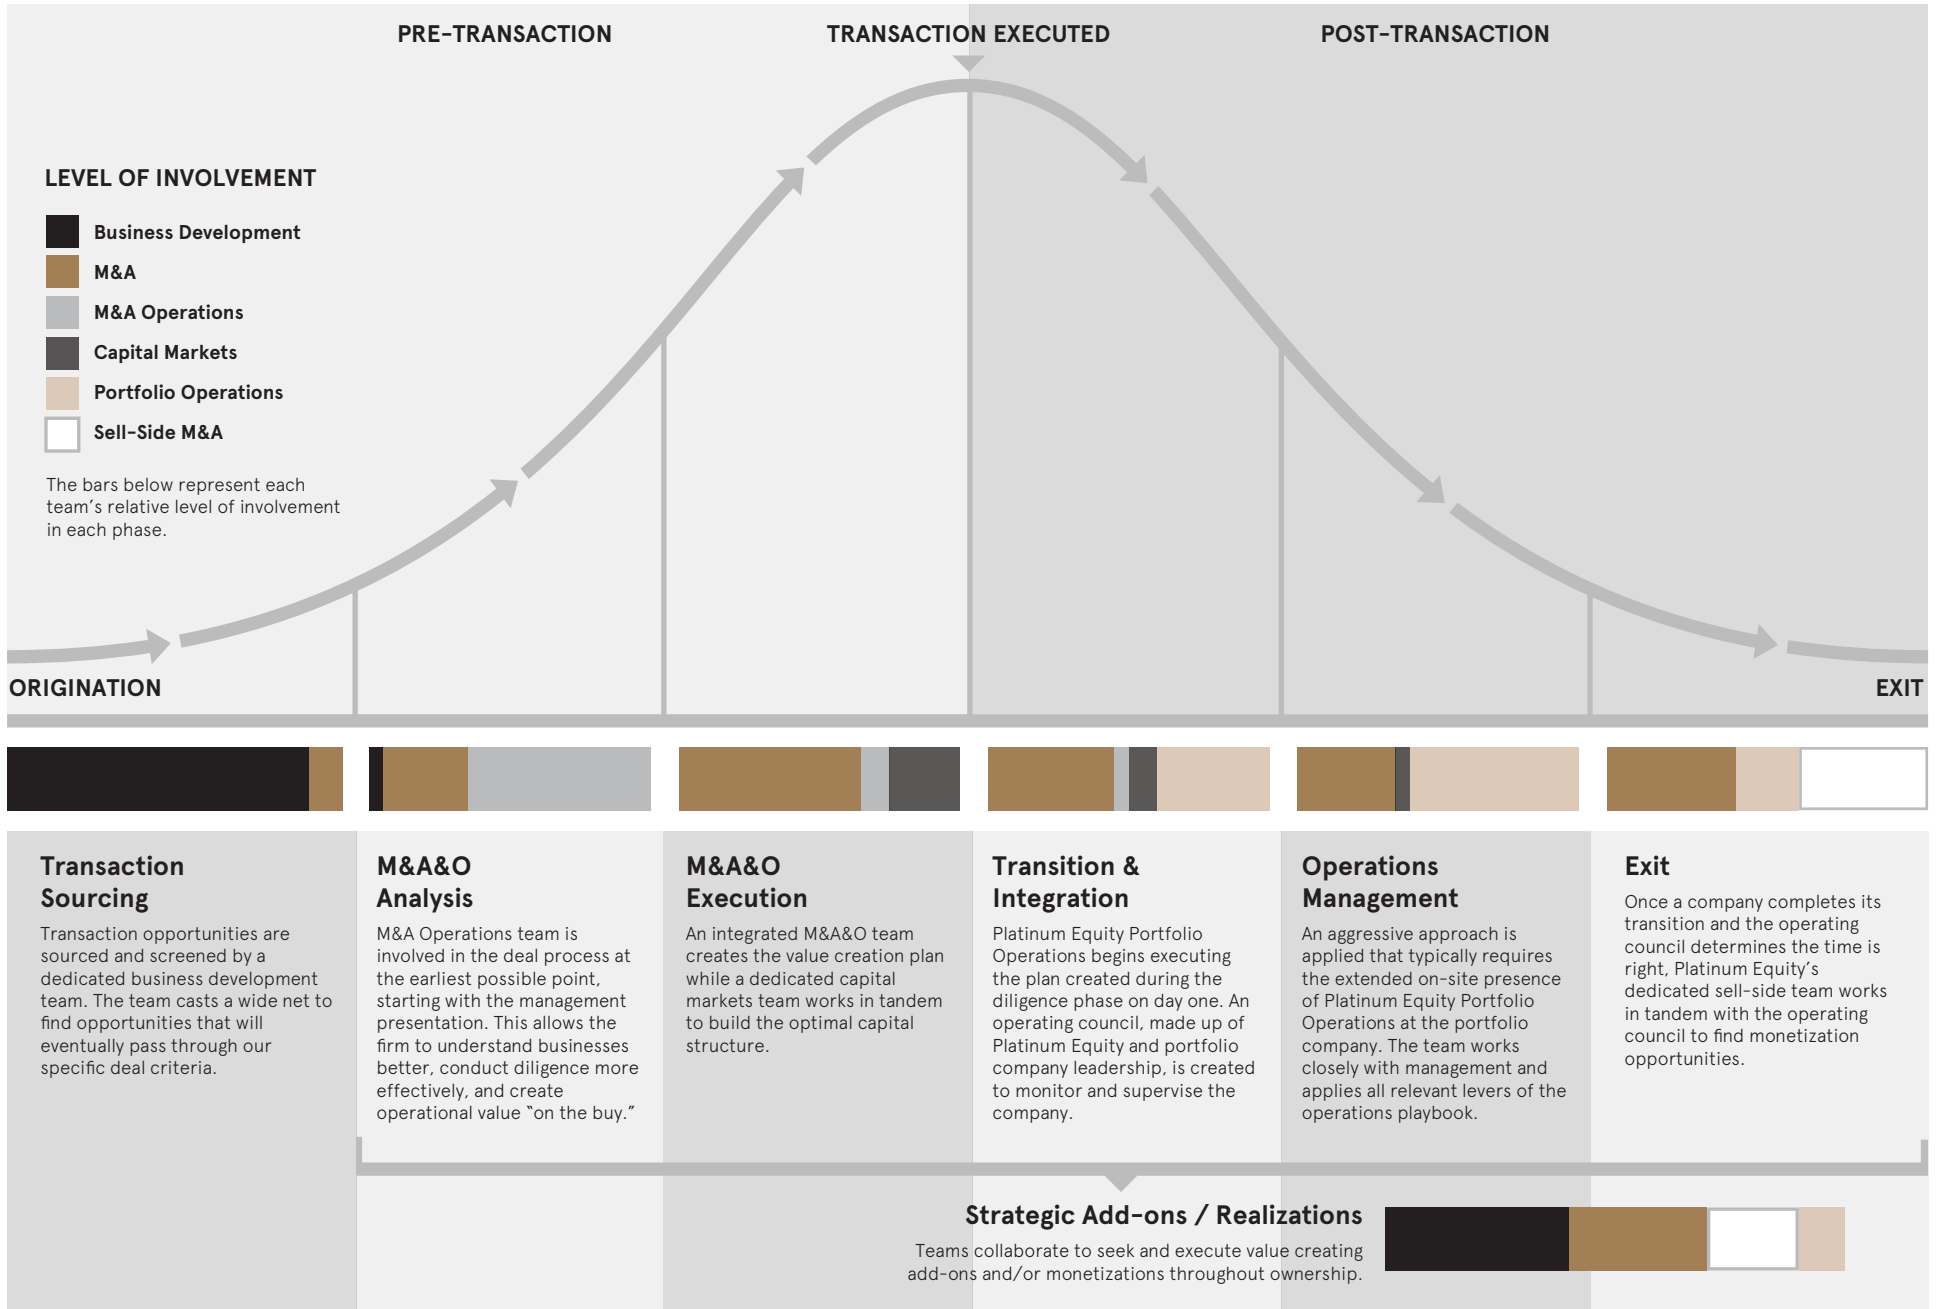 PRE-TRANSACTION
TRANSACTION EXECUTED
POST-TRANSACTION
LEVEL OF INVOLVEMENT
Business Development
M&A
M&A Operations
Capital Markets
Portfolio Operations
Sell-Side M&A
The bars below represent each
team's relative level of involvement
in each phase.
ORIGINATION
EXIT
Transaction
Sourcing
Transaction opportunities are
sourced and screened by a
dedicated business development
team. The team casts a wide net to
find opportunities that will
eventually pass through our
specific deal criteria.
M&A&O
Analysis
M&A Operations team is
involved in the deal process at
the earliest possible point,
starting with the management
presentation. This allows the
firm to understand businesses
better, conduct diligence more
effectively, and create
operational value “on the buy.”
M&A&O
Execution
An integrated M&A&O team
creates the value creation plan
while a dedicated capital
markets team works in tandem
to build the optimal capital
structure.
Transition &
Integration
Platinum Equity Portfolio
Operations begins executing
the plan created during the
diligence phase on day one. An
operating council, made up of
Platinum Equity and portfolio
company leadership, is created
to monitor and supervise the
company.
Operations
Management
An aggressive approach is
applied that typically requires
the extended on-site presence
of Platinum Equity Portfolio
Operations at the portfolio
company. The team works
closely with management and
applies all relevant levers of the
operations playbook.
Exit
Once a company completes its
transition and the operating
council determines the time is
right, Platinum Equity's
dedicated sell-side team works
in tandem with the operating
council to find monetization
opportunities.
Strategic Add-ons / Realizations
Teams collaborate to seek and execute value creating
add-ons and/or monetizations throughout ownership.